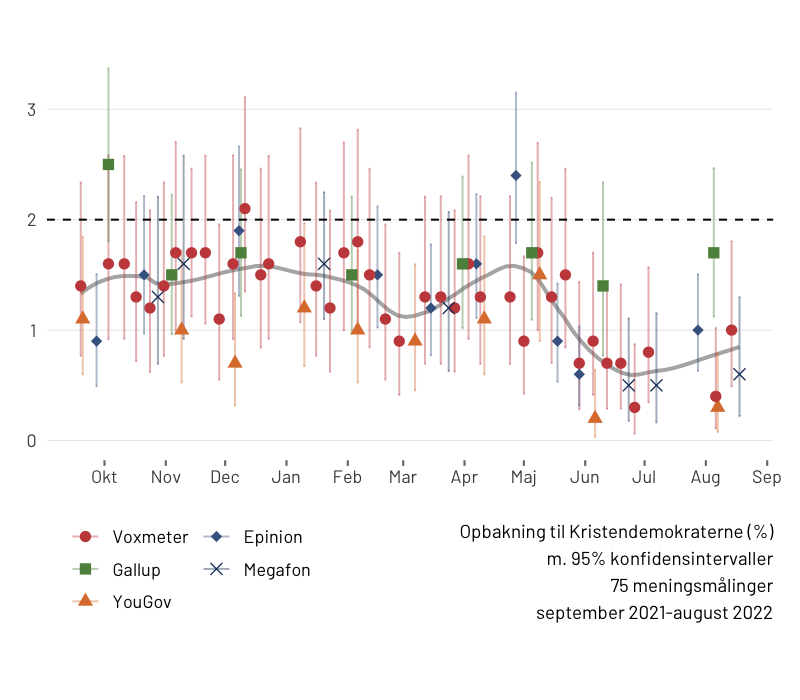 3
2
1
0
Okt Nov Dec Jan Feb Mar Apr Maj Jun Jul Aug Sep
Voxmeter Epinion
Gallup Megafon
YouGov
Opbakning til Kristendemokraterne (%)
m. 95% konfidensintervaller
75 meningsmålinger
september 2021-august 2022